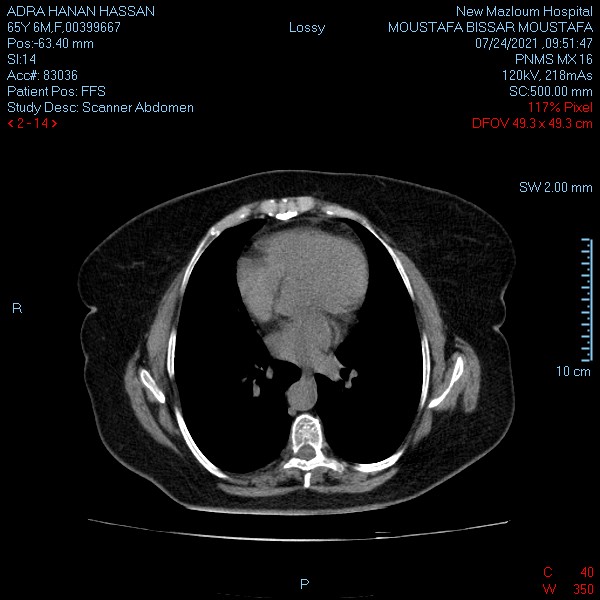 ADRA HANAN HASSAN
65Y 6M,F,00399667
Pos:-63.40 mm
SI:14
Acc#: 83036
Patient Pos: FFS
Study Desc: Scanner Abdomen
< 2 - 14 >
Lossy
New Mazloum Hospital
MOUSTAFA BISSAR MOUSTAFA
07/24/2021 ,09:51:47
PNMS MX 16
120kV, 218mAs
SC:500.00 mm
117% Pixel
DFOV 49.3 x 49.3 cm
SW 2.00 mm
R
10 cm
P
C 40
W 350